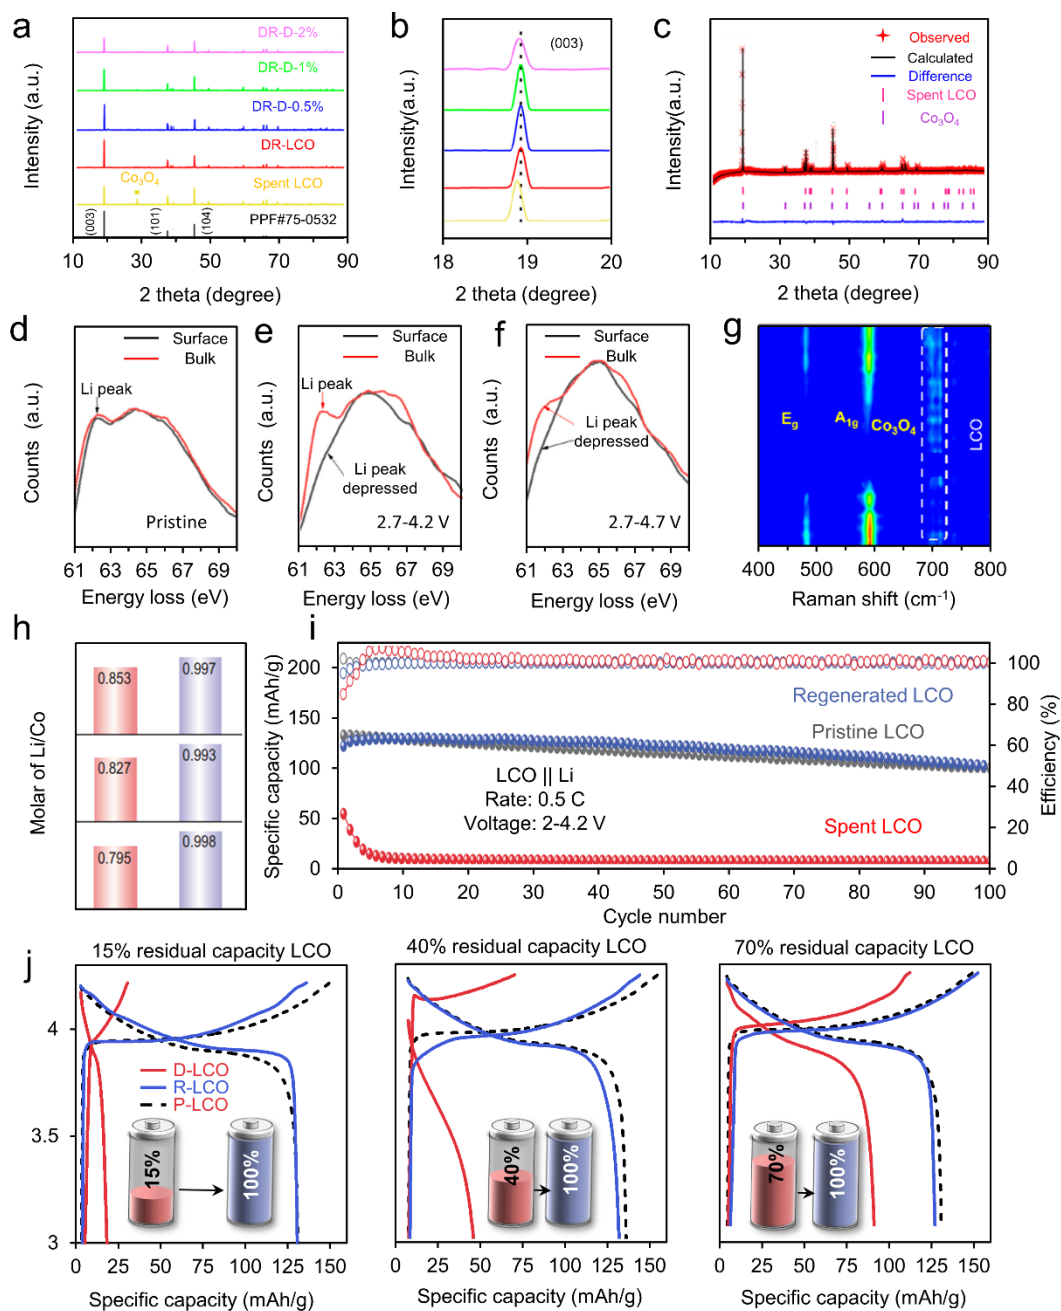 a
Intensity (a.u.)
DR-D-2%
DR-D-1%
DR-D-0.5%
DR-LCO
Co₃O₄
Spent LCO
(003)
(101)
(104)
PPF#75-0532
10 30 50 70 90
2 theta (degree)
b
Intensity(a.u.)
(003)
18 19 20
2 theta (degree)
c
Intensity (a.u.)
Observed
Calculated
Difference
Spent LCO
Co₃O₄
10 30 50 70 90
2 theta (degree)
d
Counts (a.u.)
Surface
Bulk
Li peak
Pristine
61 63 65 67 69
Energy loss (eV)
e
Counts (a.u.)
Surface
Bulk
Li peak
Li peak
depressed
2.7-4.2 V
61 63 65 67 69
Energy loss (eV)
f
Counts (a.u.)
Surface
Bulk
Li peak
depressed
2.7-4.7 V
61 63 65 67 69
Energy loss (eV)
g
E_g
A_1g
Co₃O₄
LCO
400 500 600 700 800
Raman shift (cm⁻¹)
h
Molar of Li/Co
0.853
0.997
0.827
0.993
0.795
0.998
i
Specific capacity (mAh/g)
200
150
100
50
0
Regenerated LCO
Pristine LCO
LCO || Li
Rate: 0.5 C
Voltage: 2-4.2 V
Spent LCO
100
80
60
40
20
0
Efficiency (%)
0 10 20 30 40 50 60 70 80 90 100
Cycle number
j
15% residual capacity LCO
4
3.5
3
D-LCO
R-LCO
P-LCO
15%
100%
0 25 50 75 100 125 150
Specific capacity (mAh/g)
40% residual capacity LCO
40%
100%
0 25 50 75 100 125 150
Specific capacity (mAh/g)
70% residual capacity LCO
70%
100%
0 25 50 75 100 125 150
Specific capacity (mAh/g)